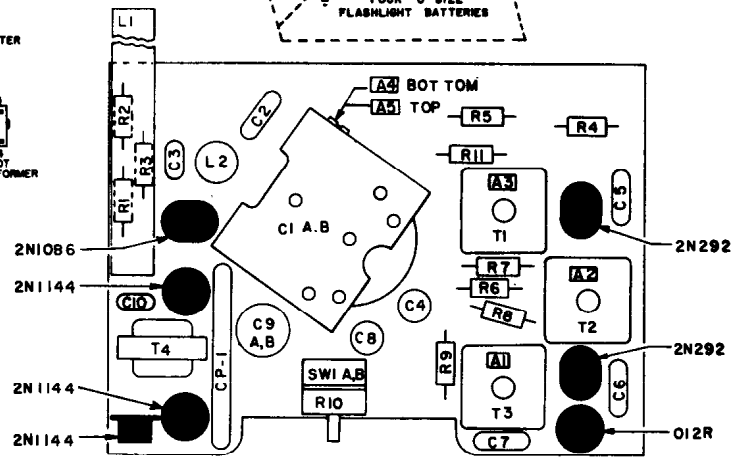 FOUR "D" SIZE
FLASHLIGHT BATTERIES
L1
TER
A4 BOTTOM
A5 TOP
R2
C2
R5
R4
R3
C3
L2
R11
OT
FORMER
R1
A3
T1
C5
C1 A.B
2N1086
2N292
R7
A2
R6
2N1144
C10
C9
A,B
C4
R8
T2
C8
T4
CP-1
2N292
R9
A1
SW1 A,B
2N1144
R10
T3
C6
2N1144
C7
012R